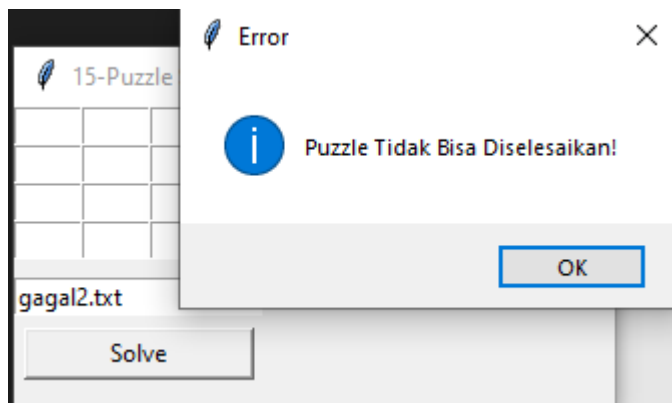 Error
15-Puzzle
Puzzle Tidak Bisa Diselesaikan!
OK
gagal2.txt
Solve